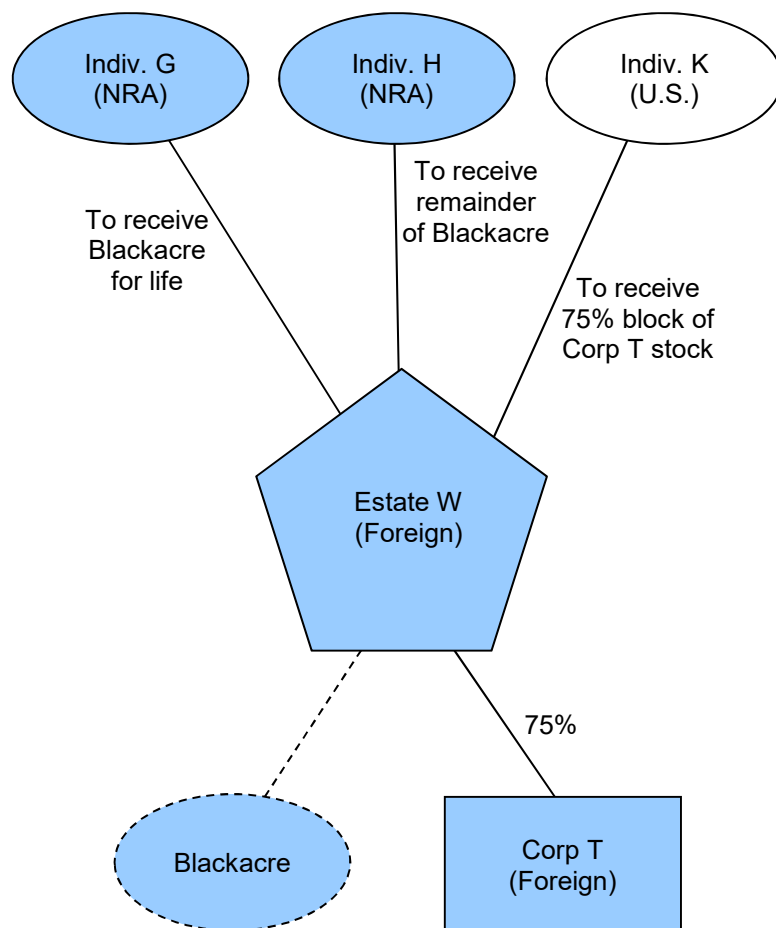 Indiv. G
(NRA)
Indiv. H
(NRA)
Indiv. K
(U.S.)
To receive
Blackacre
for life
To receive
remainder
of Blackacre
To receive
75% block of
Corp T stock
Estate W
(Foreign)
75%
Blackacre
Corp T
(Foreign)